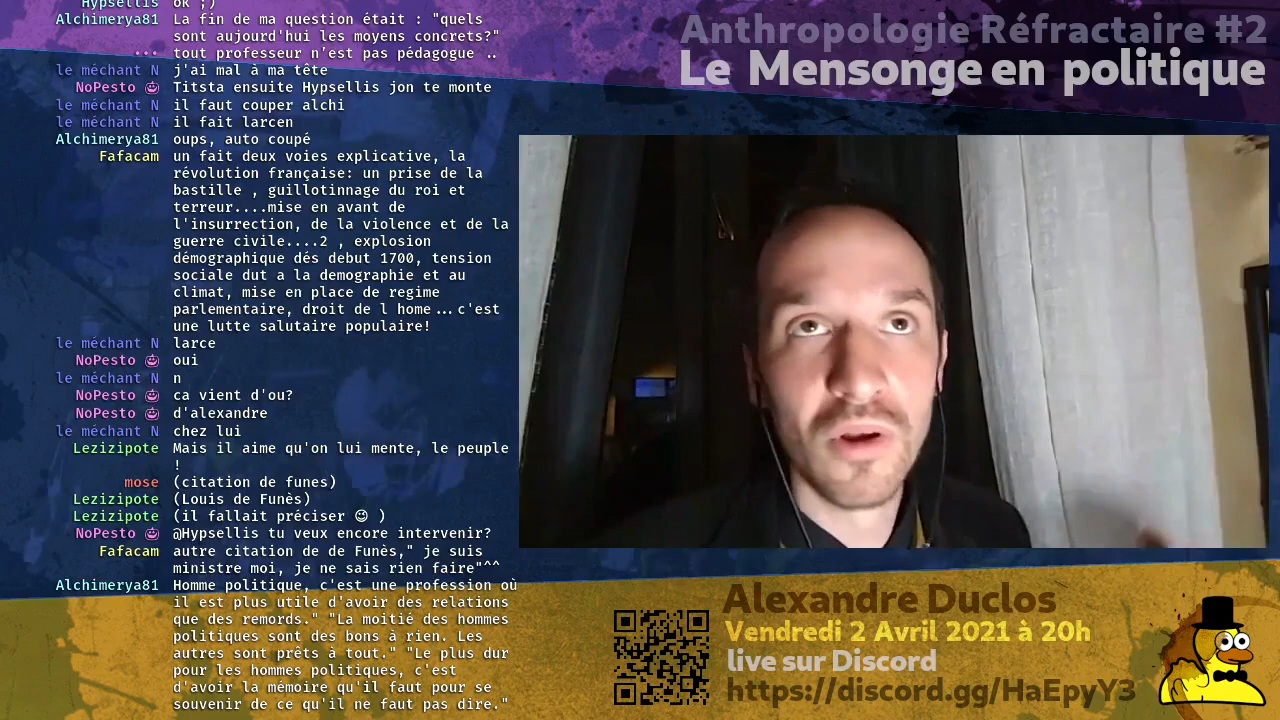 Hypsellis ok ;)
Alchimerya81 La fin de ma question était : "quels
sont aujourd'hui les moyens concrets?"
... tout professeur n'est pas pédagogue ..
le méchant N j'ai mal à ma tête
NoPesto 🎃 Titsta ensuite Hypsellis jon te monte
le méchant N il faut couper alchi
le méchant N il fait larcen
Alchimerya81 oups, auto coupé
Fafacam un fait deux voies explicative, la
révolution française: un prise de la
bastille , guillotinnage du roi et
terreur....mise en avant de
l'insurrection, de la violence et de la
guerre civile....2 , explosion
démographique dés debut 1700, tension
sociale dut a la demographie et au
climat, mise en place de regime
parlementaire, droit de l home...c'est
une lutte salutaire populaire!
le méchant N larce
NoPesto 🎃 oui
le méchant N n
NoPesto 🎃 ca vient d'ou?
NoPesto 🎃 d'alexandre
le méchant N chez lui
Lezizipote Mais il aime qu'on lui mente, le peuple
!
mose (citation de funes)
Lezizipote (Louis de Funès)
Lezizipote (il fallait préciser 😉 )
NoPesto 🎃 @Hypsellis tu veux encore intervenir?
Fafacam autre citation de de Funès," je suis
ministre moi, je ne sais rien faire"^^
Alchimerya81 Homme politique, c'est une profession où
il est plus utile d'avoir des relations
que des remords." "La moitié des hommes
politiques sont des bons à rien. Les
autres sont prêts à tout." "Le plus dur
pour les hommes politiques, c'est
d'avoir la mémoire qu'il faut pour se
souvenir de ce qu'il ne faut pas dire."
Anthropologie Réfractaire #2
Le Mensonge en politique
Alexandre Duclos
Vendredi 2 Avril 2021 à 20h
live sur Discord
https://discord.gg/HaEpyY3